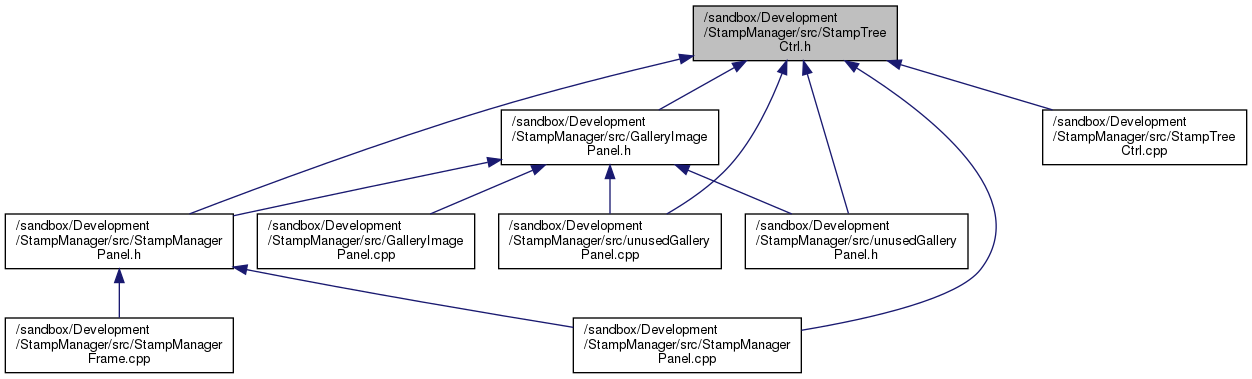 /sandbox/Development
/StampManager/src/StampTree
Ctrl.h
/sandbox/Development
/StampManager/src/GalleryImage
Panel.h
/sandbox/Development
/StampManager/src/StampTree
Ctrl.cpp
/sandbox/Development
/StampManager/src/StampManager
Panel.h
/sandbox/Development
/StampManager/src/GalleryImage
Panel.cpp
/sandbox/Development
/StampManager/src/unusedGallery
Panel.cpp
/sandbox/Development
/StampManager/src/unusedGallery
Panel.h
/sandbox/Development
/StampManager/src/StampManager
Frame.cpp
/sandbox/Development
/StampManager/src/StampManager
Panel.cpp